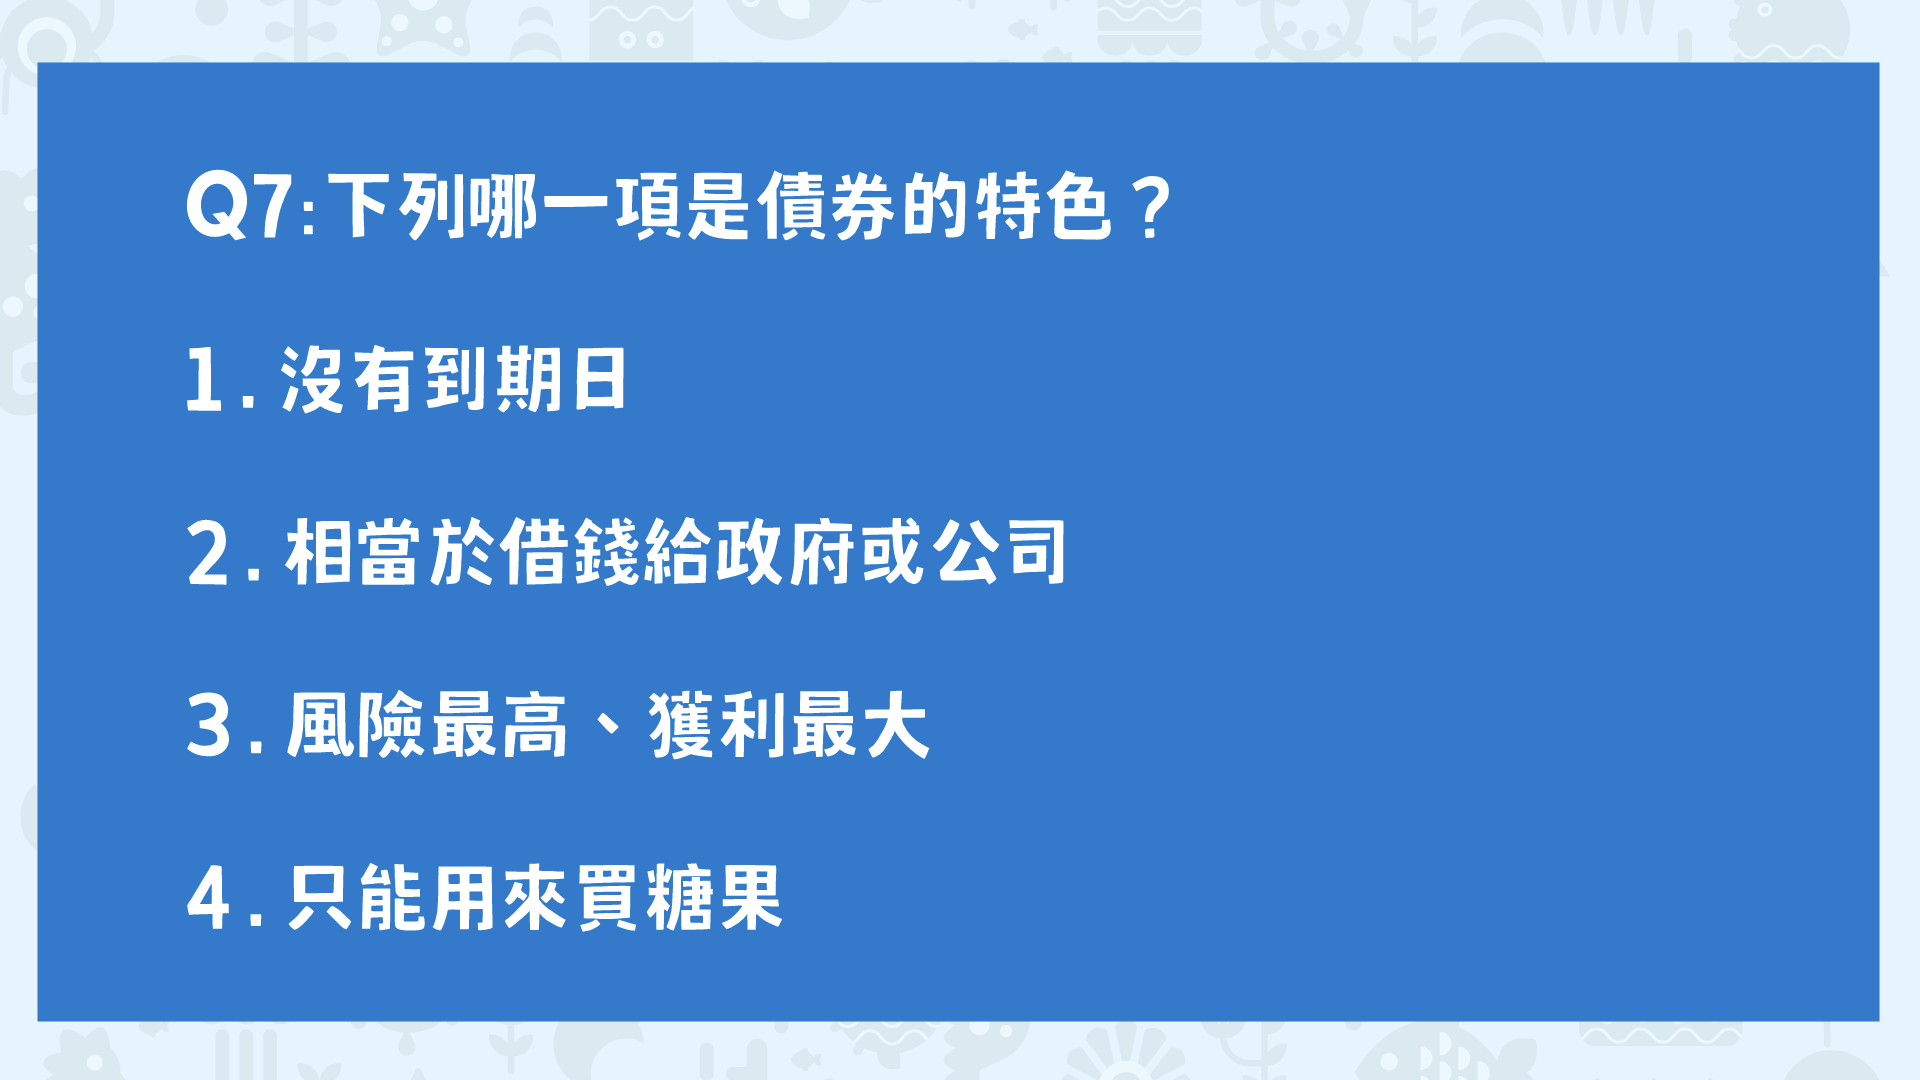 Q7:下列哪一項是債券的特色？
1.沒有到期日
2.相當於借錢給政府或公司
3.風險最高、獲利最大
4.只能用來買糖果